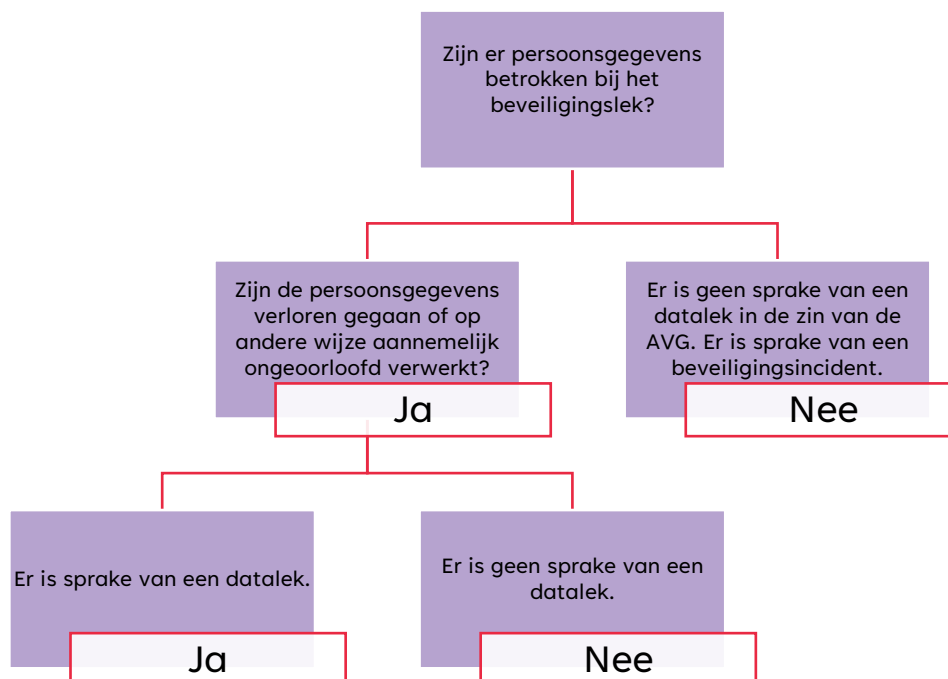 Zijn er persoonsgegevens
betrokken bij het
beveiligingslek?
Zijn de persoonsgegevens
verloren gegaan of op
andere wijze aannemelijk
ongeoorloofd verwerkt?
Ja
Er is geen sprake van een
datalek in de zin van de
AVG. Er is sprake van een
beveiligingsincident.
Nee
Er is sprake van een datalek.
Ja
Er is geen sprake van een
datalek.
Nee